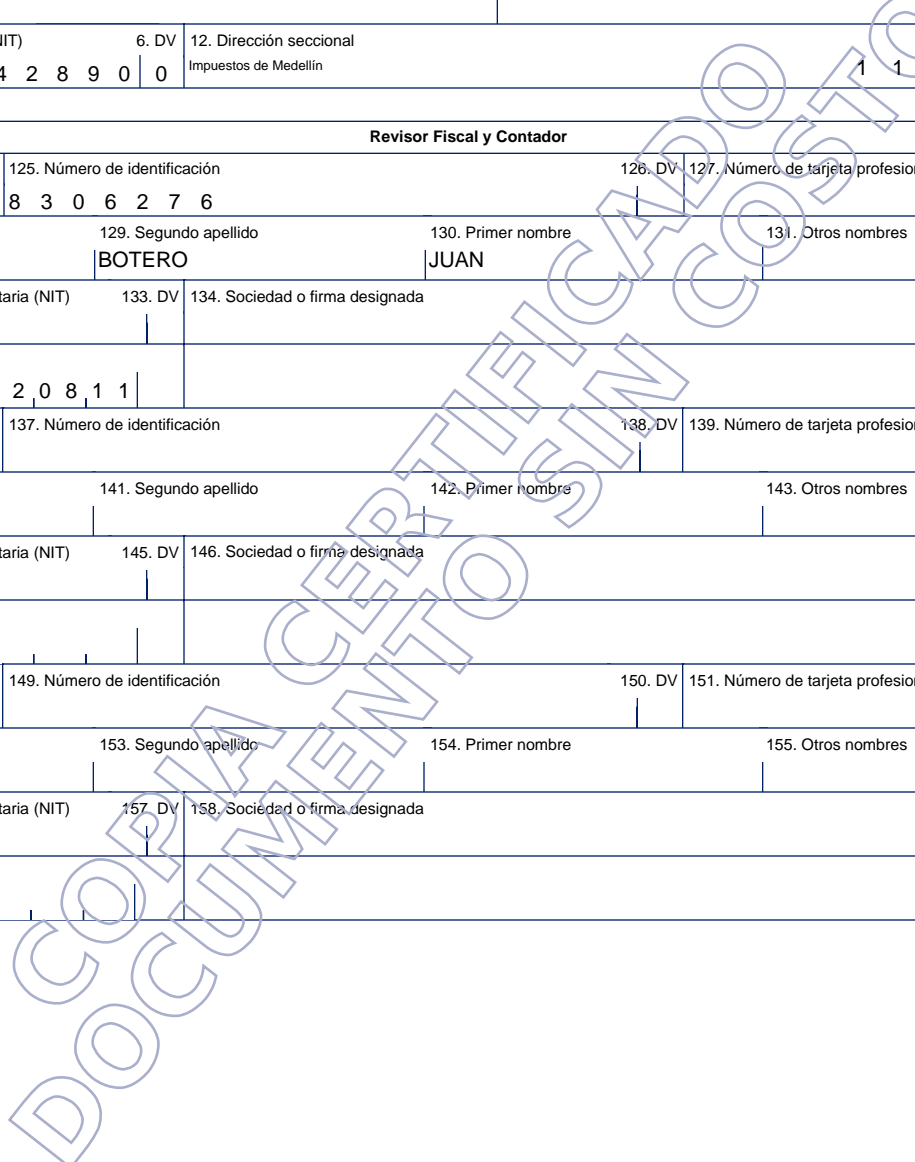 NIT) 6. DV 12. Dirección seccional
4 2 8 9 0 0 Impuestos de Medellín 1 1
Revisor Fiscal y Contador
125. Número de identificación 126. DV 127. Número de tarjeta profesion
8 3 0 6 2 7 6
129. Segundo apellido 130. Primer nombre 131. Otros nombres
BOTERO JUAN
taria (NIT) 133. DV 134. Sociedad o firma designada
2 0 8 1 1
137. Número de identificación 138. DV 139. Número de tarjeta profesion
141. Segundo apellido 142. Primer nombre 143. Otros nombres
taria (NIT) 145. DV 146. Sociedad o firma designada
149. Número de identificación 150. DV 151. Número de tarjeta profesion
153. Segundo apellido 154. Primer nombre 155. Otros nombres
taria (NIT) 157. DV 158. Sociedad o firma designada
COPIA CERTIFICADO
DOCUMENTO SIN COSTO